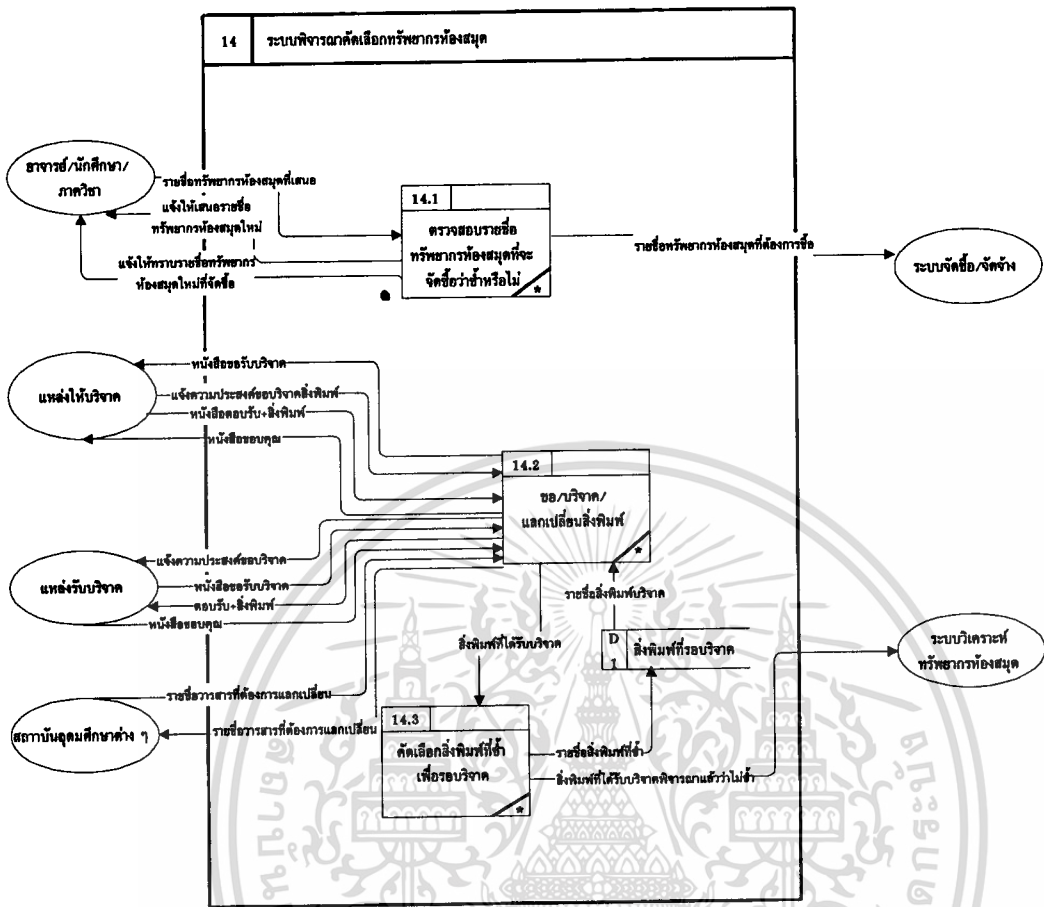 14 ระบบพิจารณาคัดเลือกทรัพยากรห้องสมุด
อาจารย์/นักศึกษา/
ภาควิชา
รายชื่อทรัพยากรห้องสมุดที่เสนอ
แจ้งให้เสนอรายชื่อ
ทรัพยากรห้องสมุดใหม่
แจ้งให้ทราบรายชื่อทรัพยากร
ห้องสมุดใหม่ที่จัดซื้อ
14.1
ตรวจสอบรายชื่อ
ทรัพยากรห้องสมุดที่จะ
จัดซื้อว่าซ้ำหรือไม่
*
รายชื่อทรัพยากรห้องสมุดที่ต้องการซื้อ
ระบบจัดซื้อ/จัดจ้าง
แหล่งให้บริจาค
หนังสือขอรับบริจาค
แจ้งความประสงค์ขอบริจาคสิ่งพิมพ์
หนังสือตอบรับ+สิ่งพิมพ์
หนังสือขอบคุณ
14.2
ขอ/บริจาค/
แลกเปลี่ยนสิ่งพิมพ์
*
แหล่งรับบริจาค
แจ้งความประสงค์ขอบริจาค
หนังสือขอรับบริจาค
ตอบรับ+สิ่งพิมพ์
หนังสือขอบคุณ
รายชื่อสิ่งพิมพ์บริจาค
สิ่งพิมพ์ที่ได้รับบริจาค
D
1
สิ่งพิมพ์ที่รอบริจาค
ระบบวิเคราะห์
ทรัพยากรห้องสมุด
สถาาบันอุดมศึกษาต่าง ๆ
รายชื่อวารสารที่ต้องการแลกเปลี่ยน
รายชื่อวารสารที่ต้องการแลกเปลี่ยน
14.3
คัดเลือกสิ่งพิมพ์ที่ซ้ำ
เพื่อรอบริจาค
*
รายชื่อสิ่งพิมพ์ที่ซ้ำ
สิ่งพิมพ์ที่ได้รับบริจาคพิจารณาแล้วว่าไม่ซ้ำ